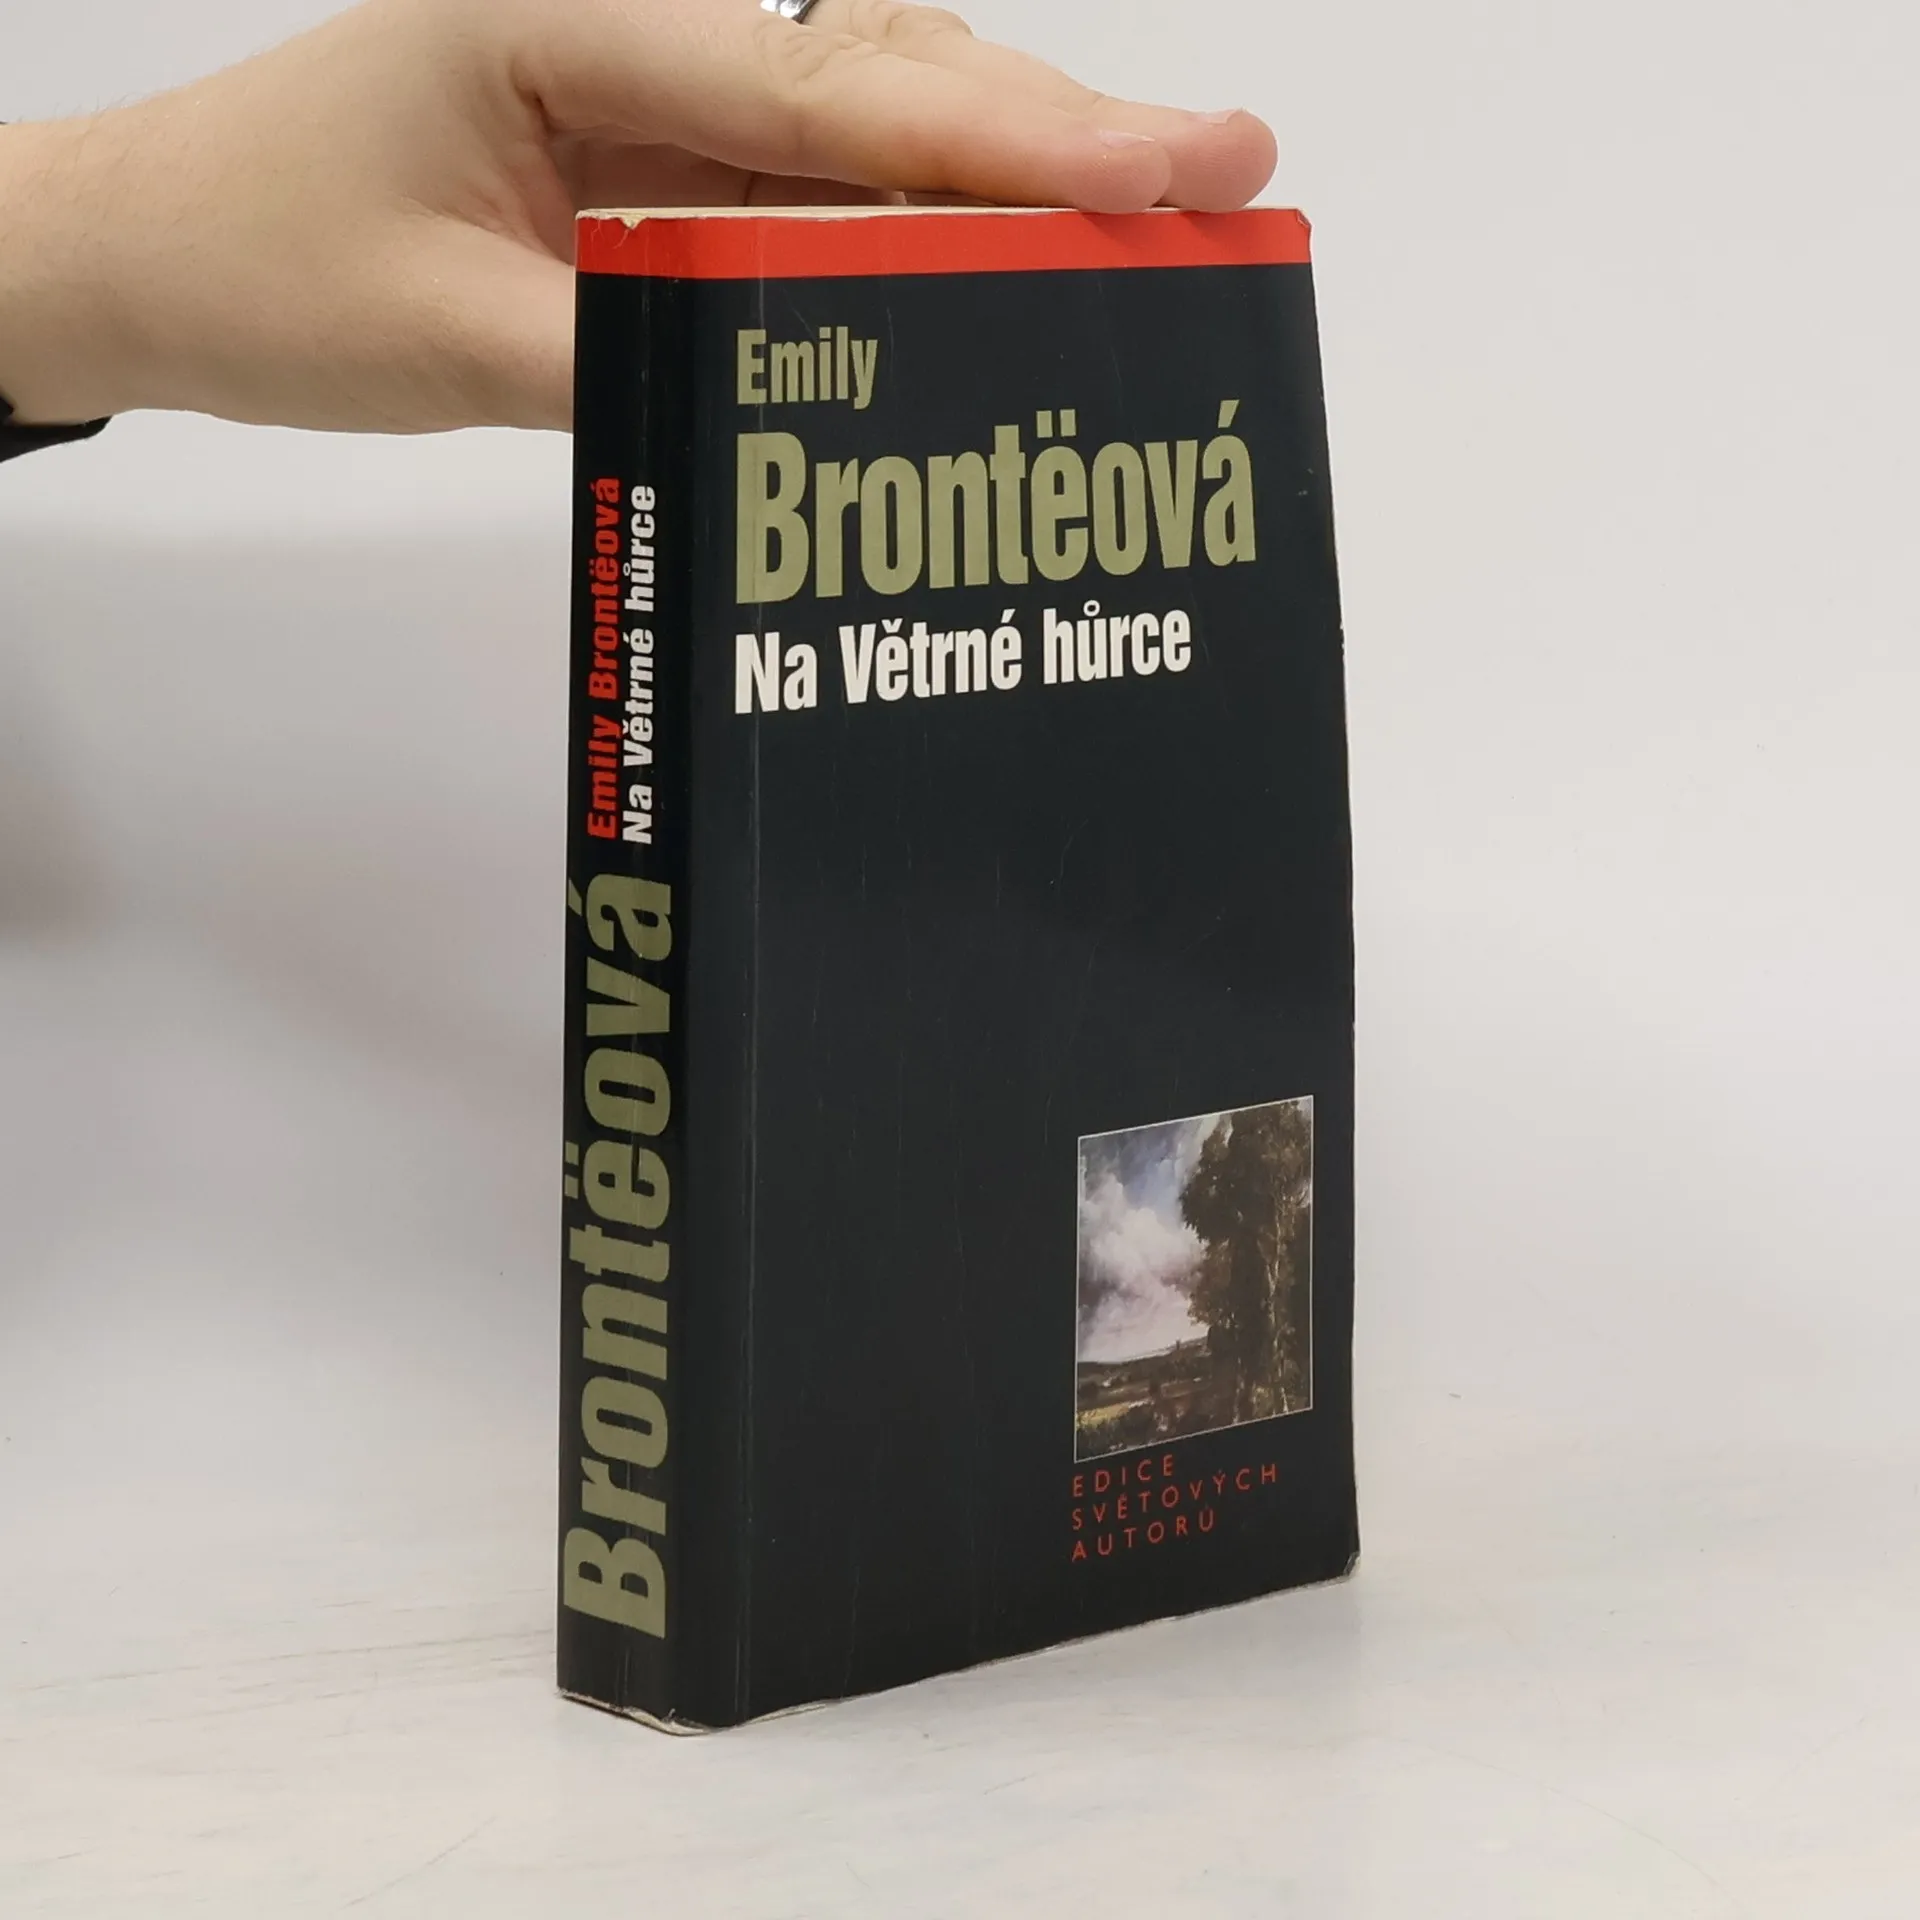 Emily
Brontëová
Na Větrné hůrce
EDICE
SVĚTOVÝCH
AUTORŮ
Emily Brontëová
Na Větrné hůrce
Brontëová